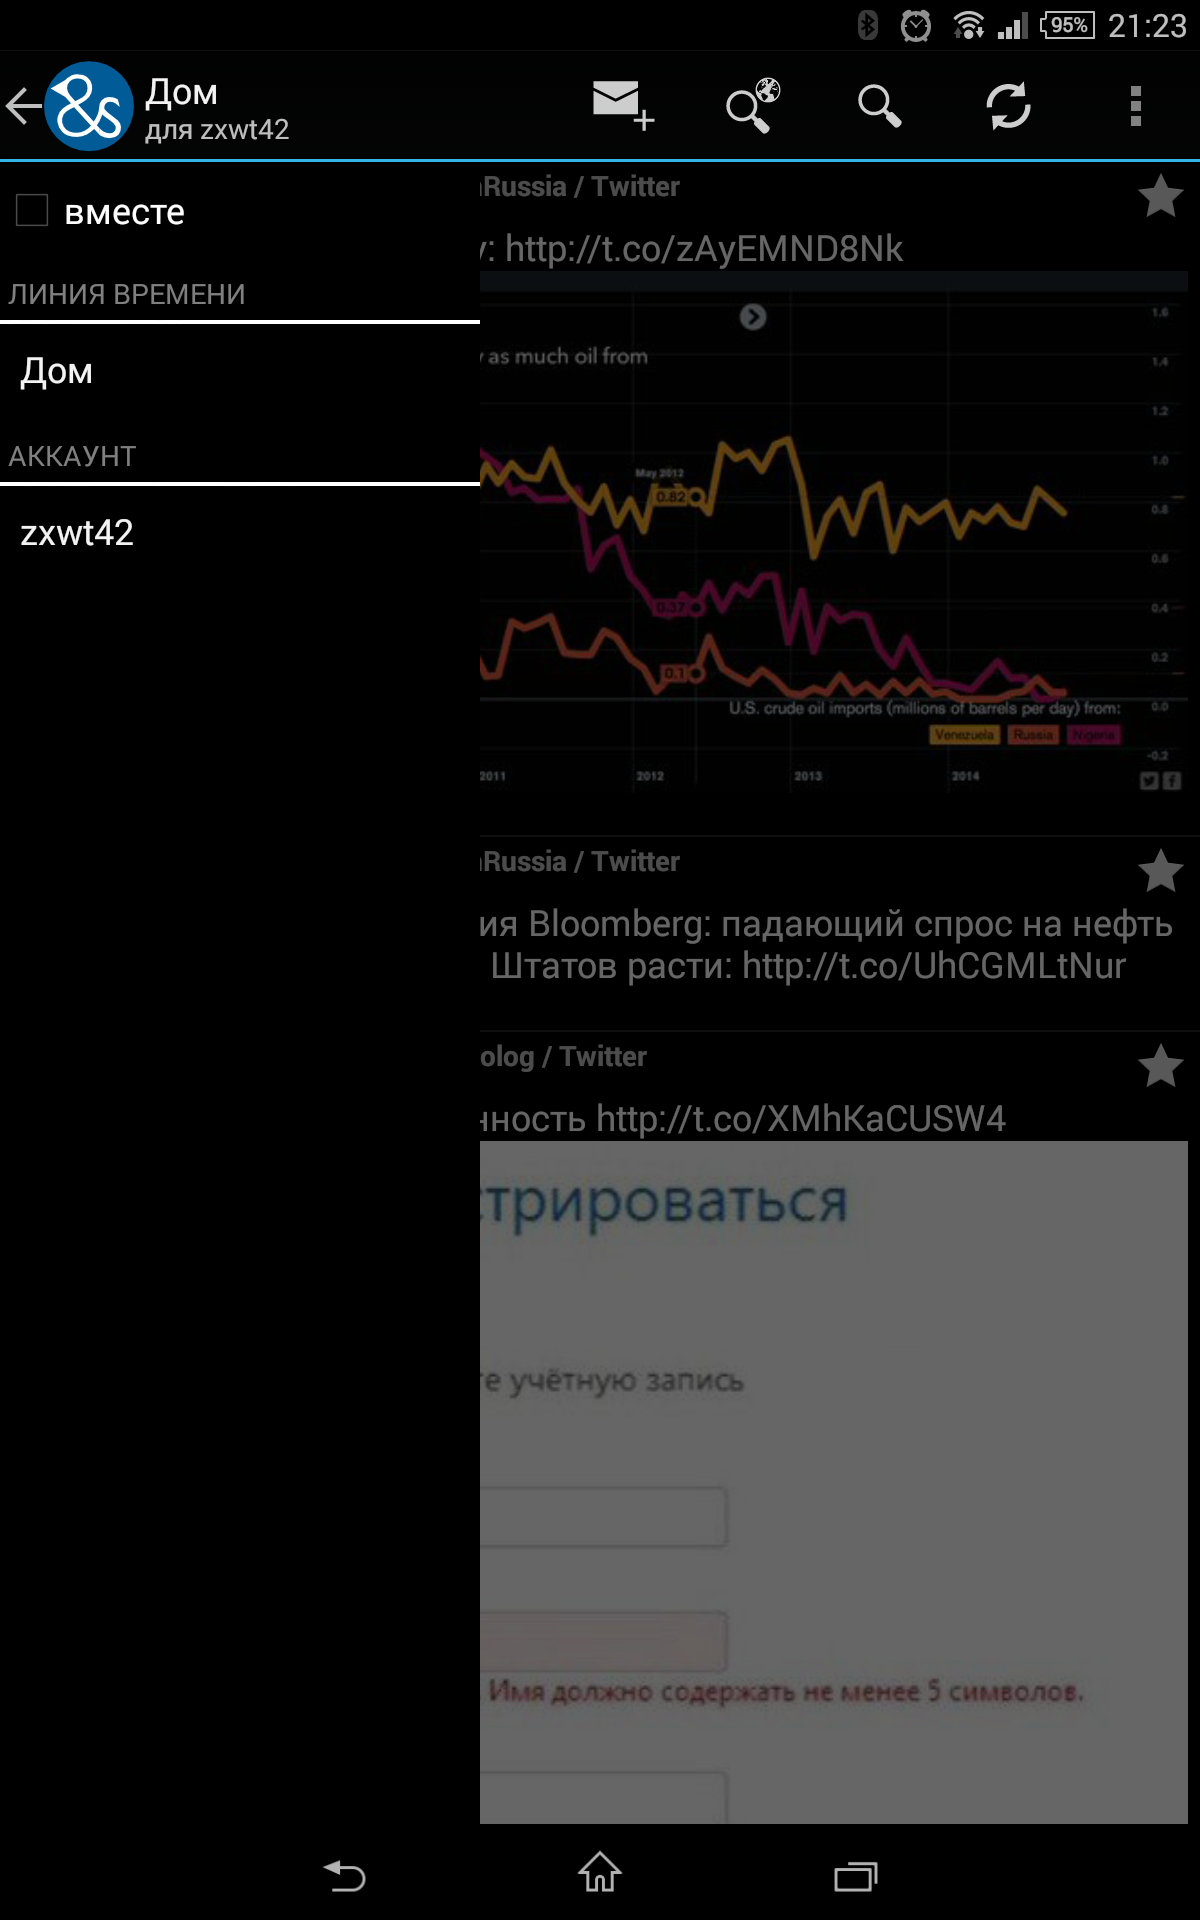 95% 21:23
Дом
для zxwt42
вместе
ЛИНИЯ ВРЕМЕНИ
Дом
АККАУНТ
zxwt42
Russia / Twitter
: http://t.co/zAyEMND8Nk
as much oil from
1.6
1.4
1.2
1.0
0.8
0.6
0.4
0.2
0.0
-0.2
May 2012
0.82
0.37
0.1
U.S. crude oil imports (millions of barrels per day) from:
Venezuela Russia Nigeria
2011 2012 2013 2014
Russia / Twitter
ия Bloomberg: падающий спрос на нефть
Штатов расти: http://t.co/UhCGMLtNur
olog / Twitter
нность http://t.co/XMhKaCUSW4
трироваться
е учётную запись
Имя должно содержать не менее 5 символов.